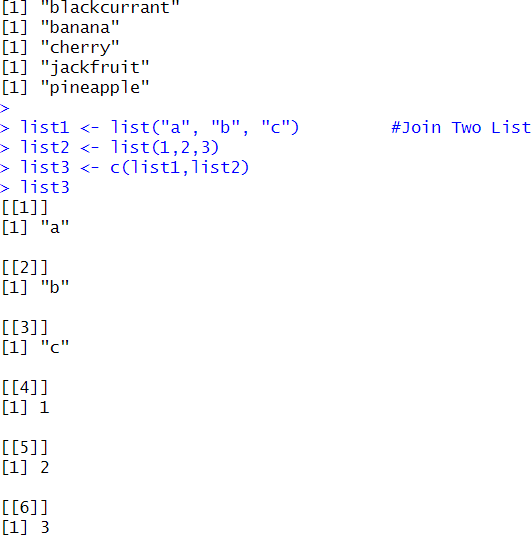 [1] "blackcurrant"
[1] "banana"
[1] "cherry"
[1] "jackfruit"
[1] "pineapple"
>
> list1 <- list("a", "b", "c")         #Join Two List
> list2 <- list(1,2,3)
> list3 <- c(list1,list2)
> list3
[[1]]
[1] "a"

[[2]]
[1] "b"

[[3]]
[1] "c"

[[4]]
[1] 1

[[5]]
[1] 2

[[6]]
[1] 3